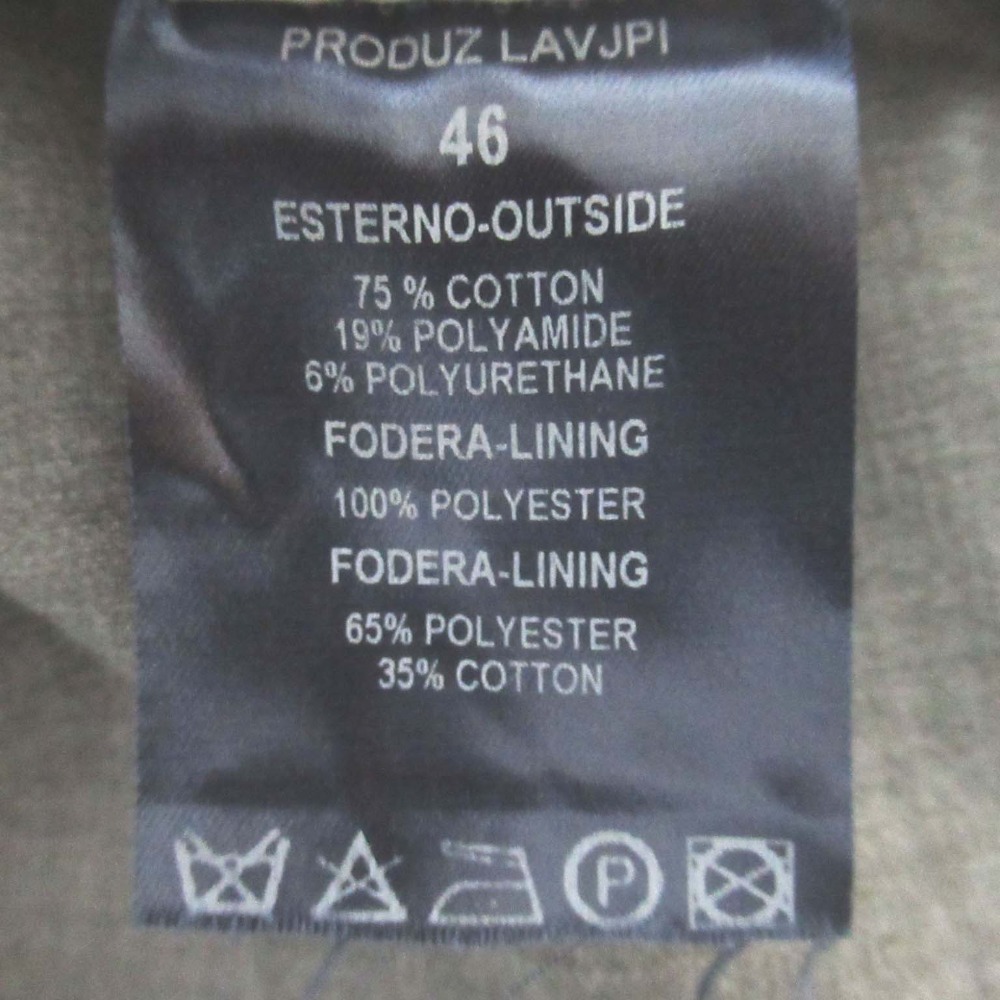 PRODUZ LAVJPI
46
ESTERNO-OUTSIDE
75 % COTTON
19% POLYAMIDE
6% POLYURETHANE
FODERA-LINING
100% POLYESTER
FODERA-LINING
65% POLYESTER
35% COTTON
P